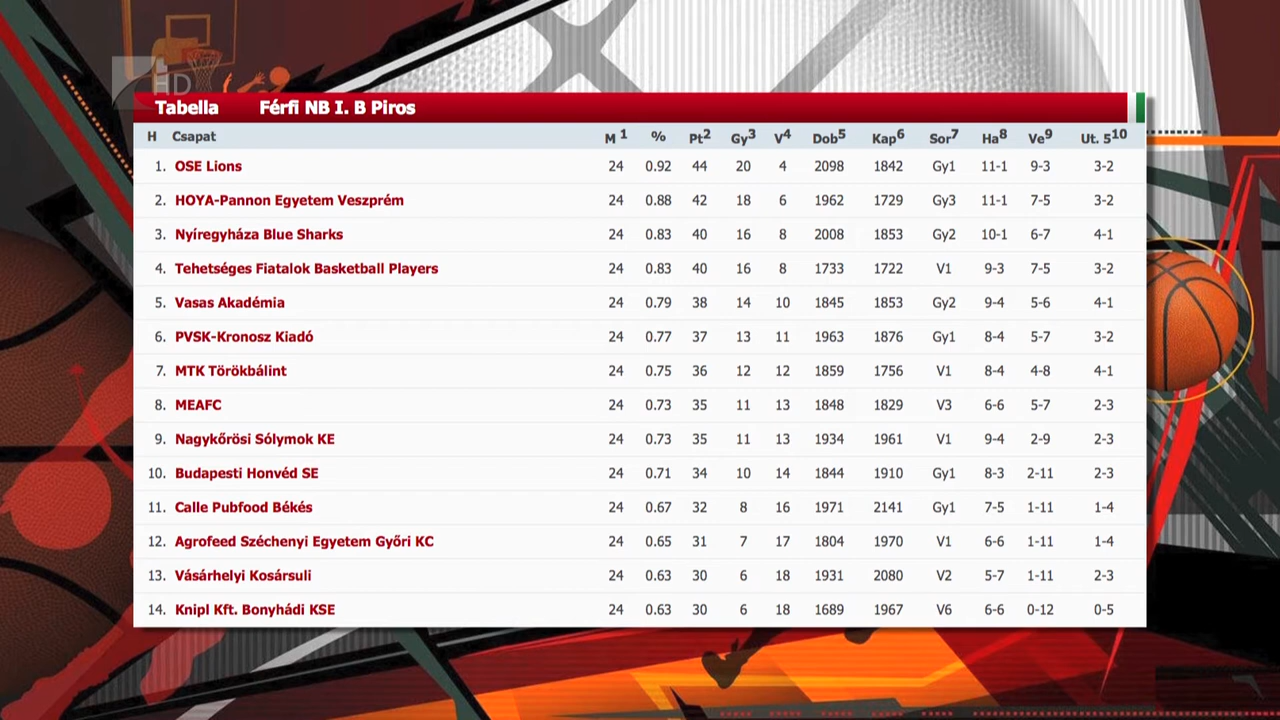 HD
Tabella Férfi NB I. B Piros
H Csapat M 1 % Pt2 Gy3 V4 Dob5 Kap6 Sor7 Ha8 Ve9 Ut. 510
1. OSE Lions 24 0.92 44 20 4 2098 1842 Gy1 11-1 9-3 3-2
2. HOYA-Pannon Egyetem Veszprém 24 0.88 42 18 6 1962 1729 Gy3 11-1 7-5 3-2
3. Nyíregyháza Blue Sharks 24 0.83 40 16 8 2008 1853 Gy2 10-1 6-7 4-1
4. Tehetséges Fiatalok Basketball Players 24 0.83 40 16 8 1733 1722 V1 9-3 7-5 3-2
5. Vasas Akadémia 24 0.79 38 14 10 1845 1853 Gy2 9-4 5-6 4-1
6. PVSK-Kronosz Kiadó 24 0.77 37 13 11 1963 1876 Gy1 8-4 5-7 3-2
7. MTK Törökbálint 24 0.75 36 12 12 1859 1756 V1 8-4 4-8 4-1
8. MEAFC 24 0.73 35 11 13 1848 1829 V3 6-6 5-7 2-3
9. Nagykőrösi Sólymok KE 24 0.73 35 11 13 1934 1961 V1 9-4 2-9 2-3
10. Budapesti Honvéd SE 24 0.71 34 10 14 1844 1910 Gy1 8-3 2-11 2-3
11. Calle Pubfood Békés 24 0.67 32 8 16 1971 2141 Gy1 7-5 1-11 1-4
12. Agrofeed Széchenyi Egyetem Győri KC 24 0.65 31 7 17 1804 1970 V1 6-6 1-11 1-4
13. Vásárhelyi Kosársuli 24 0.63 30 6 18 1931 2080 V2 5-7 1-11 2-3
14. Knipl Kft. Bonyhádi KSE 24 0.63 30 6 18 1689 1967 V6 6-6 0-12 0-5